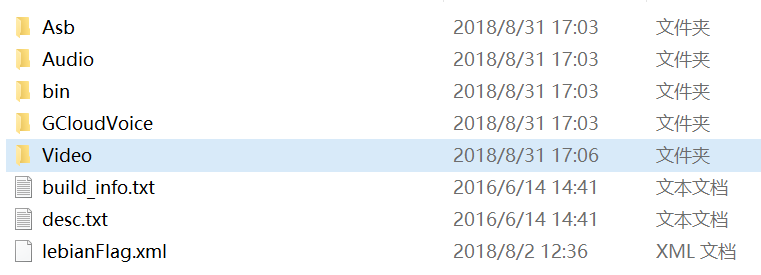 Asb 2018/8/31 17:03 文件夹
Audio 2018/8/31 17:03 文件夹
bin 2018/8/31 17:03 文件夹
GCloudVoice 2018/8/31 17:03 文件夹
Video 2018/8/31 17:06 文件夹
build_info.txt 2016/6/14 14:41 文本文档
desc.txt 2016/6/14 14:41 文本文档
lebianFlag.xml 2018/8/2 12:36 XML 文档